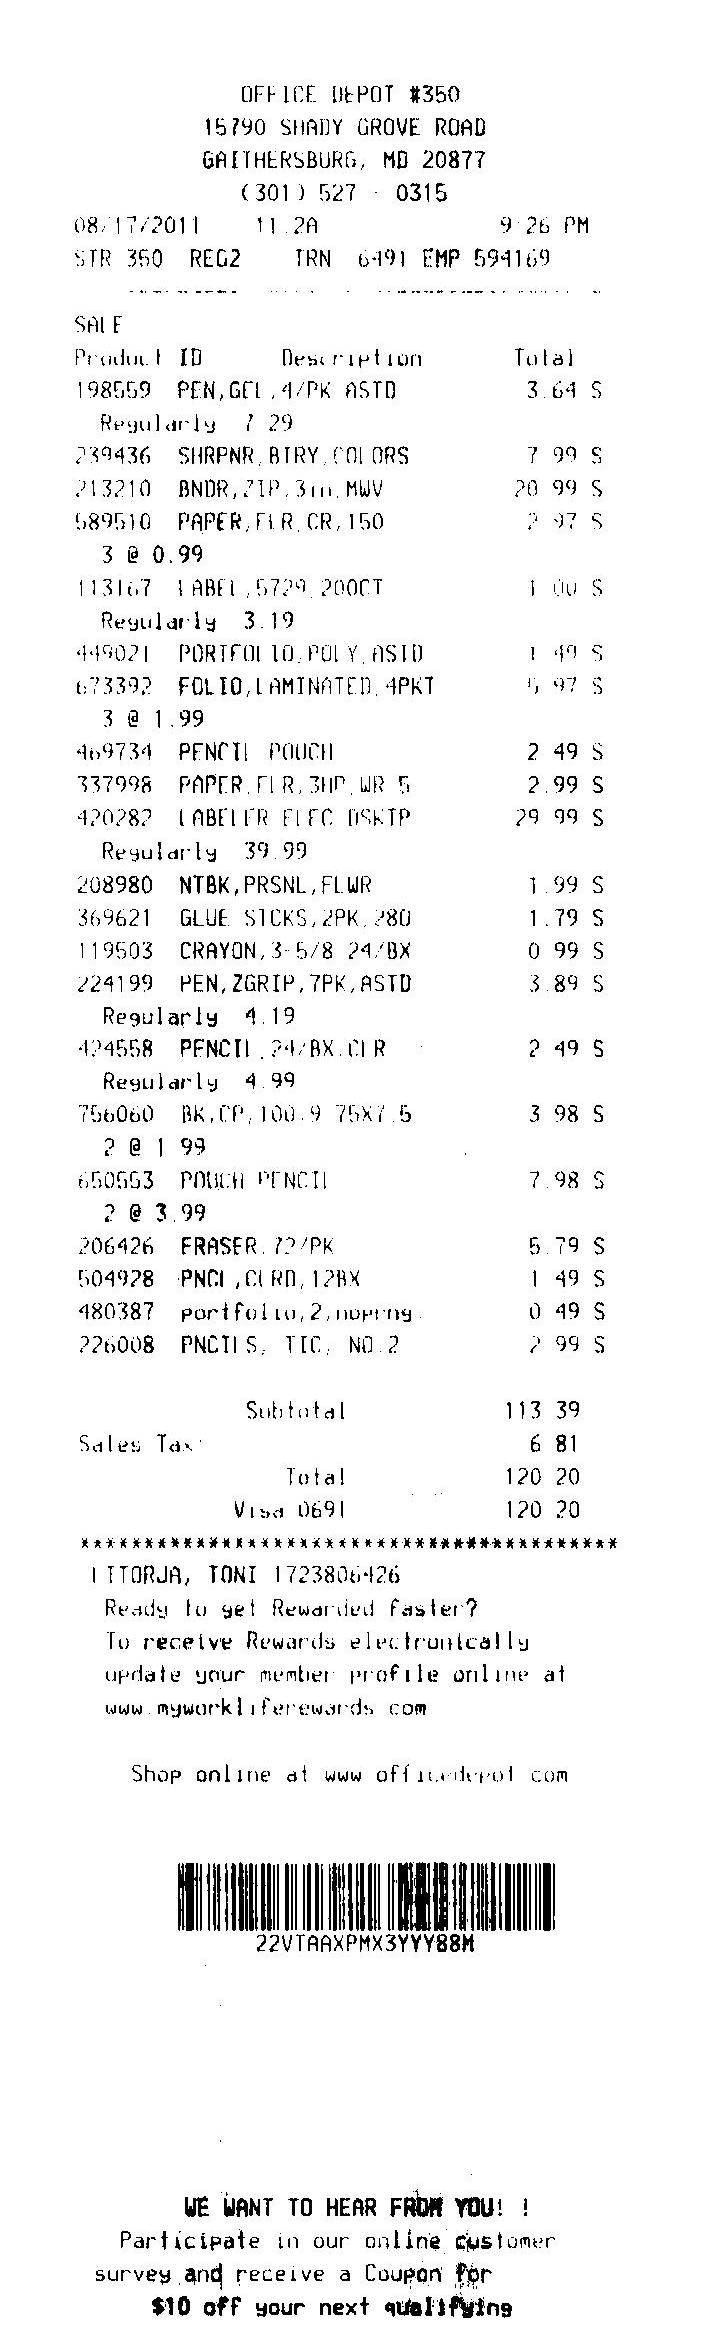 OFFICE DEPOT #350
15790 SHADY GROVE ROAD
GAITHERSBURG, MD 20877
(301) 527 - 0315
08/17/2011 11.2A 9:26 PM
STR 350 REG2 TRN 6491 EMP 594169
SALE
Product ID Description Total
198559 PEN,GEL,4/PK ASTD 3.64 S
Regularly 7.29
239436 SHRPNR,BTRY,COLORS 7.99 S
213210 BNDR,ZIP,3in,MWV 20.99 S
589510 PAPER,FLR,CR,150 2.97 S
3 @ 0.99
113167 LABEL,5729,200CT 1.00 S
Regularly 3.19
449021 PORTFOLIO,POLY,ASTD 1.49 S
673392 FOLIO,LAMINATED,4PKT 5.97 S
3 @ 1.99
469734 PENCIL POUCH 2.49 S
337998 PAPER,FLR,3HP,WR 5 2.99 S
420282 LABELER ELEC DSKTP 29.99 S
Regularly 39.99
208980 NTBK,PRSNL,FLWR 1.99 S
369621 GLUE STICKS,2PK,280 1.79 S
119503 CRAYON,3-5/8 24/BX 0.99 S
224199 PEN,ZGRIP,7PK,ASTD 3.89 S
Regularly 4.19
424558 PENCIL,24/BX,CLR 2.49 S
Regularly 4.99
756060 BK,CP,100,9.75X7.5 3.98 S
2 @ 1.99
650553 POUCH PENCIL 7.98 S
2 @ 3.99
206426 ERASER,72/PK 5.79 S
504928 PNCL,CLRD,12BX 1.49 S
480387 portfolio,2,noprng. 0.49 S
226008 PNCILS, TIC, NO.2 2.99 S
Subtotal 113.39
Sales Tax: 6.81
Total 120.20
Visa 0691 120.20
******************************************
TONI 1723806426
Ready to get Rewarded faster?
To receive Rewards electronically
update your member profile online at
www.myworkliferewards.com
Shop online at www.officedepot.com
22VTAAXPMX3YYY88M
WE WANT TO HEAR FROM YOU! !
Participate in our online customer
survey and receive a Coupon for
$10 off your next qualifying